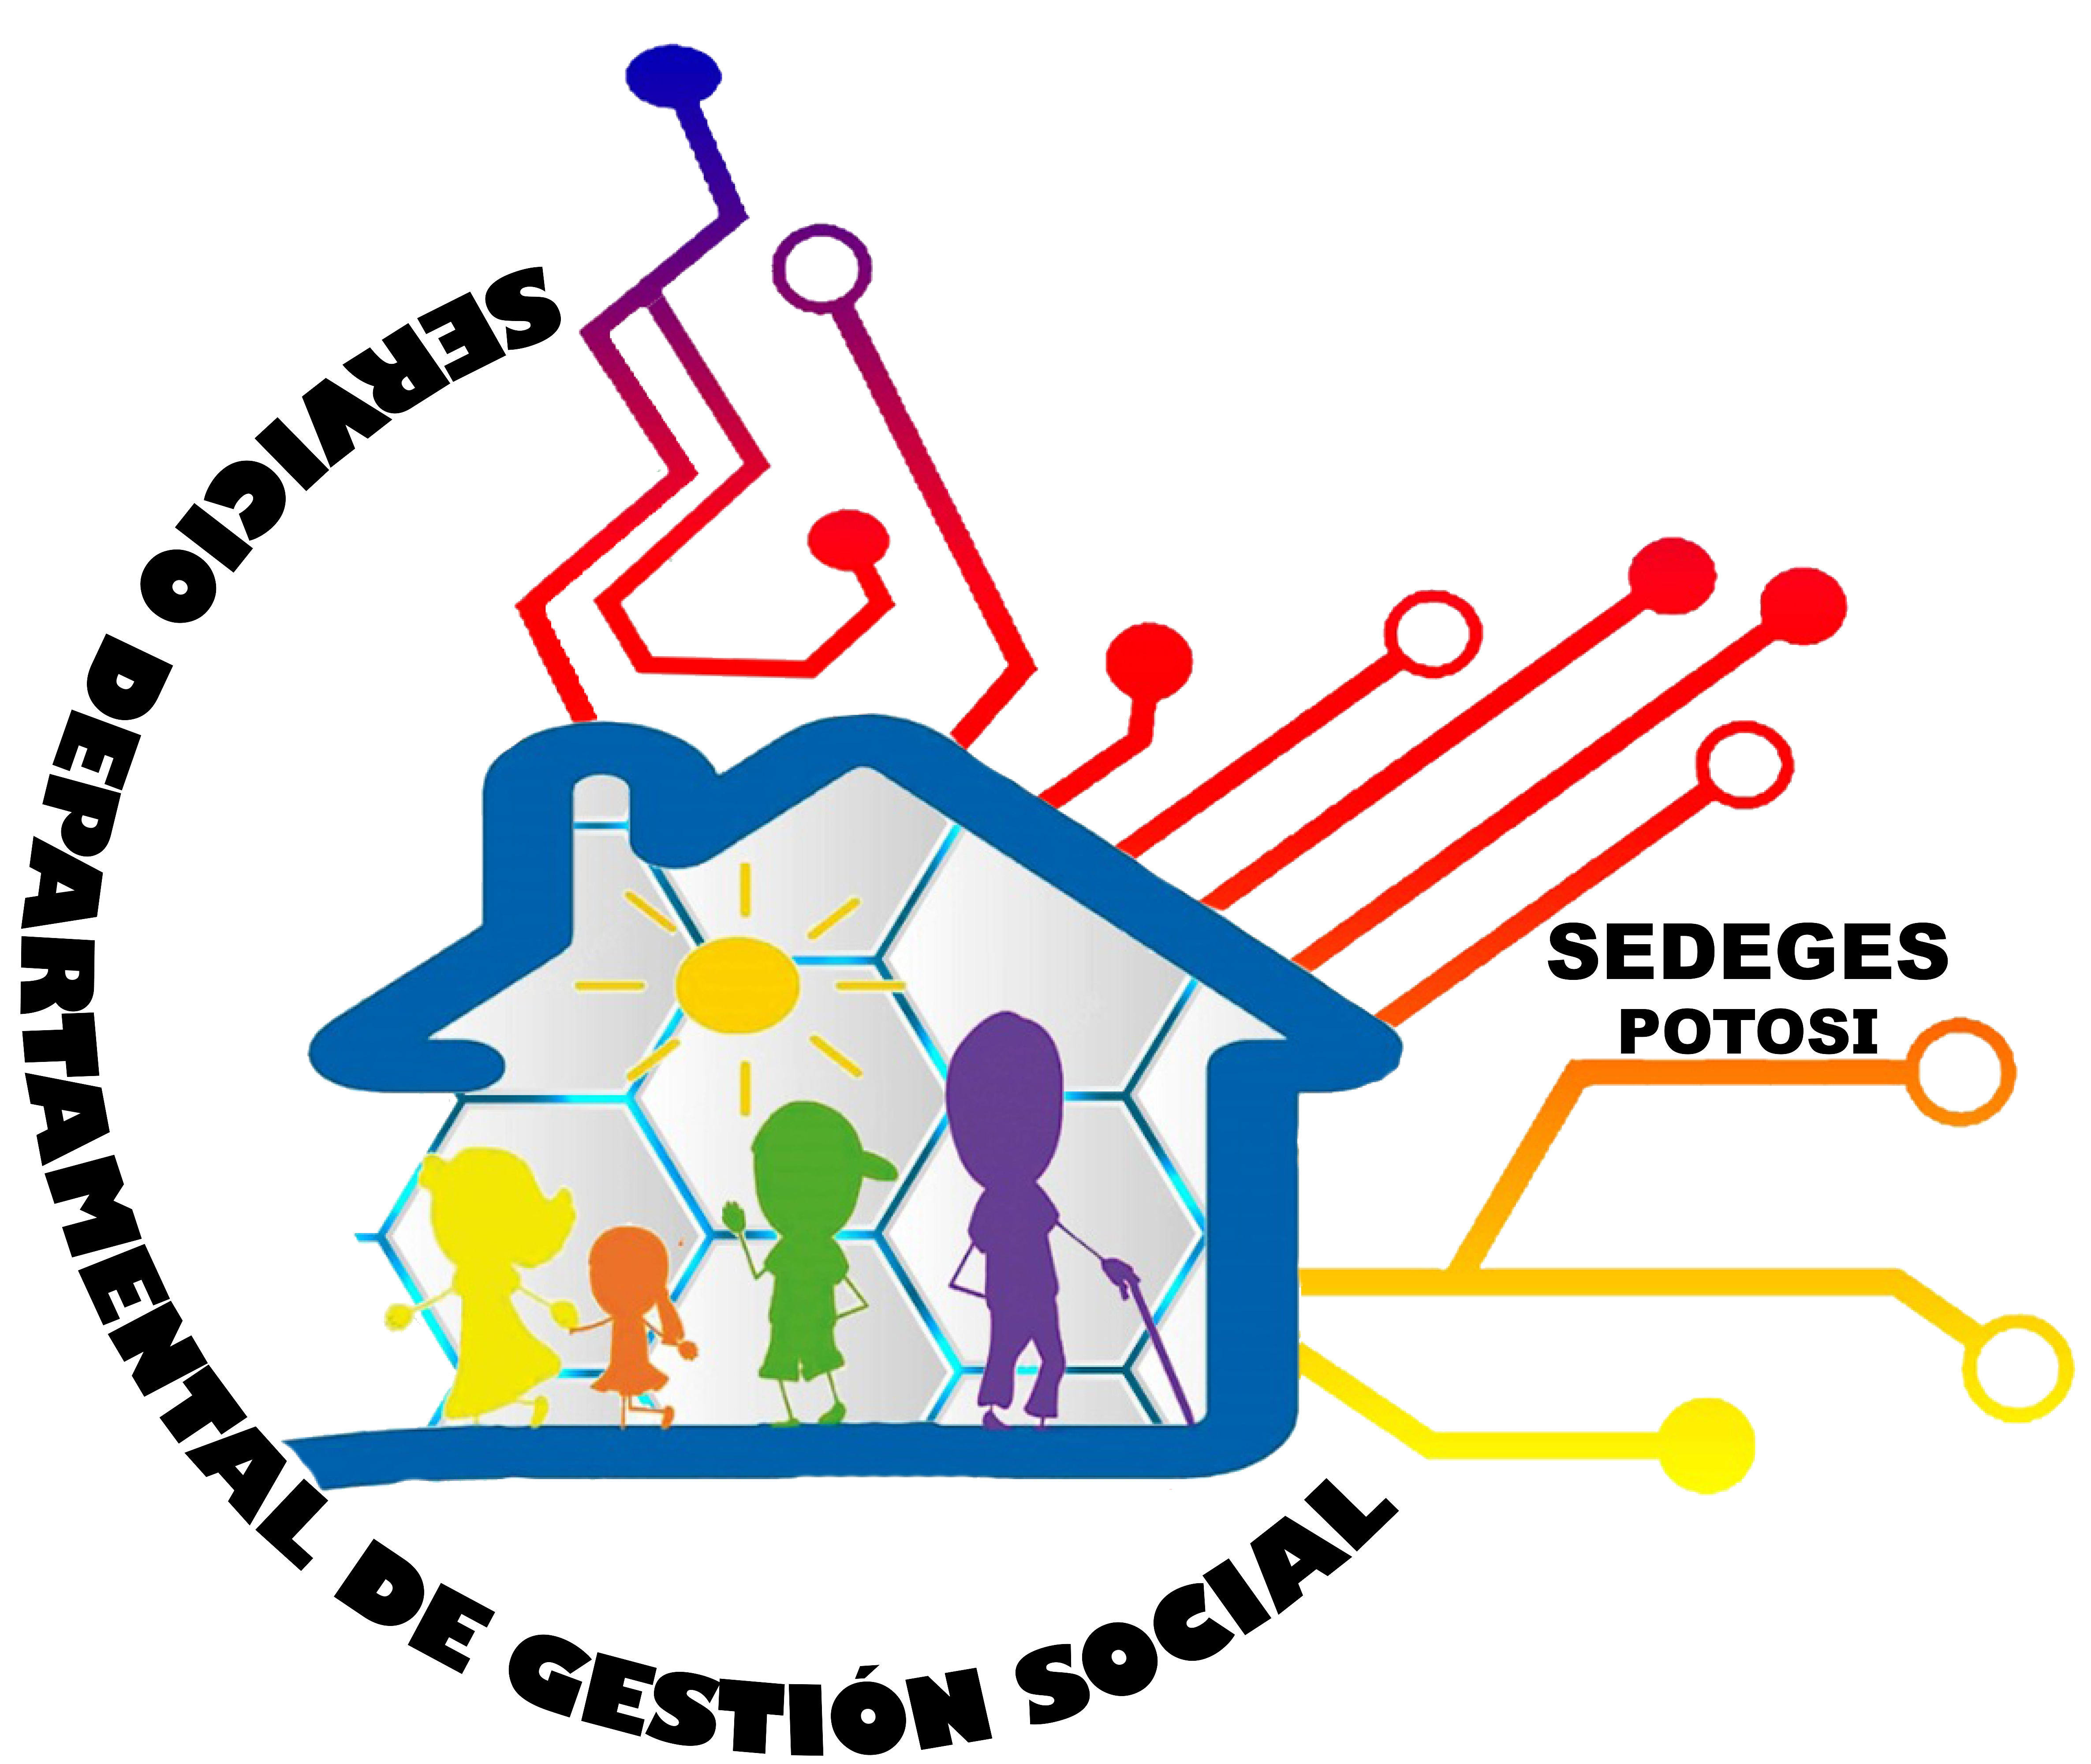 SERVICIO DEPARTAMENTAL DE GESTIÓN SOCIAL
SEDEGES
POTOSI